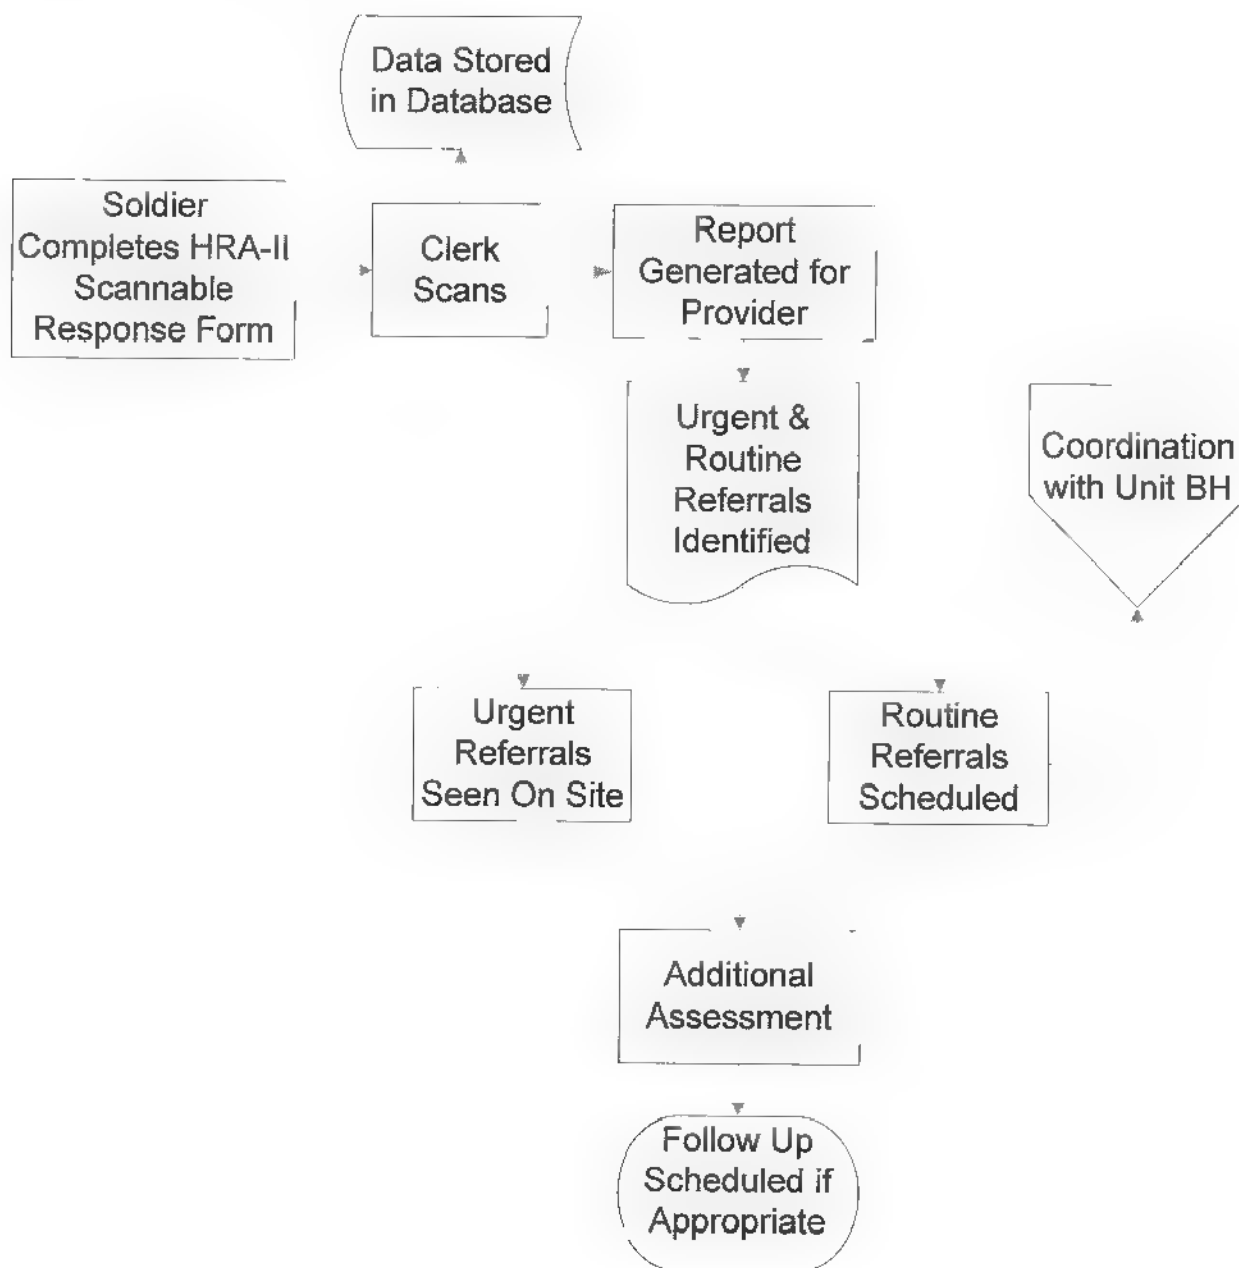 Data Stored
in Database
Soldier
Completes HRA-II
Scannable
Response Form
Clerk
Scans
Report
Generated for
Provider
Urgent &
Routine
Referrals
Identified
Coordination
with Unit BH
Urgent
Referrals
Seen On Site
Routine
Referrals
Scheduled
Additional
Assessment
Follow Up
Scheduled if
Appropriate